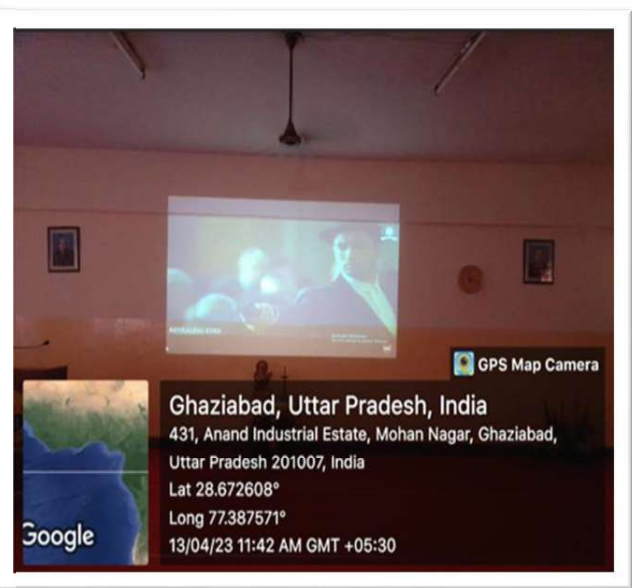 GPS Map Camera
Ghaziabad, Uttar Pradesh, India
431, Anand Industrial Estate, Mohan Nagar, Ghaziabad,
Uttar Pradesh 201007, India
Lat 28.672608°
Long 77.387571°
13/04/23 11:42 AM GMT +05:30
Google